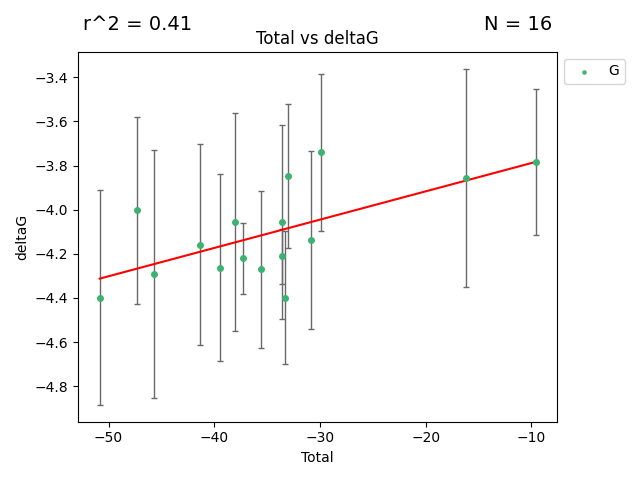 r^2 = 0.41
N = 16
Total vs deltaG
G
deltaG
−3.4
−3.6
−3.8
−4.0
−4.2
−4.4
−4.6
−4.8
−50
−40
−30
−20
−10
Total